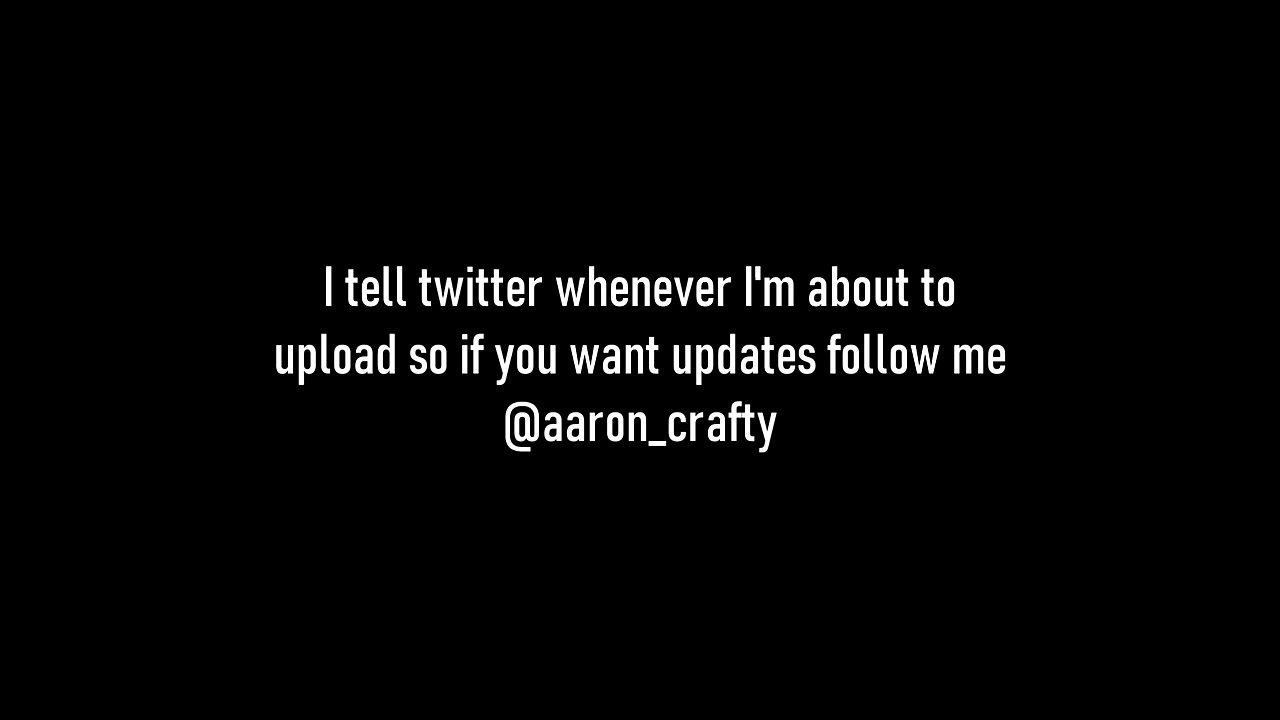 I tell twitter whenever I'm about to
upload so if you want updates follow me
@aaron_crafty